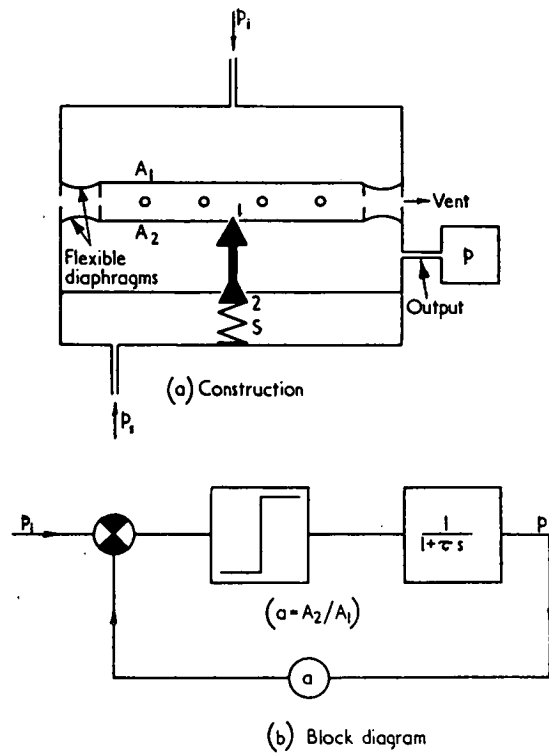 Pi
A1
1
Vent
A2
Flexible
diaphragms
P
2
S
Output
(a) Construction
Ps
Pi
1
1+τs
P
(a=A2/A1)
a
(b) Block diagram